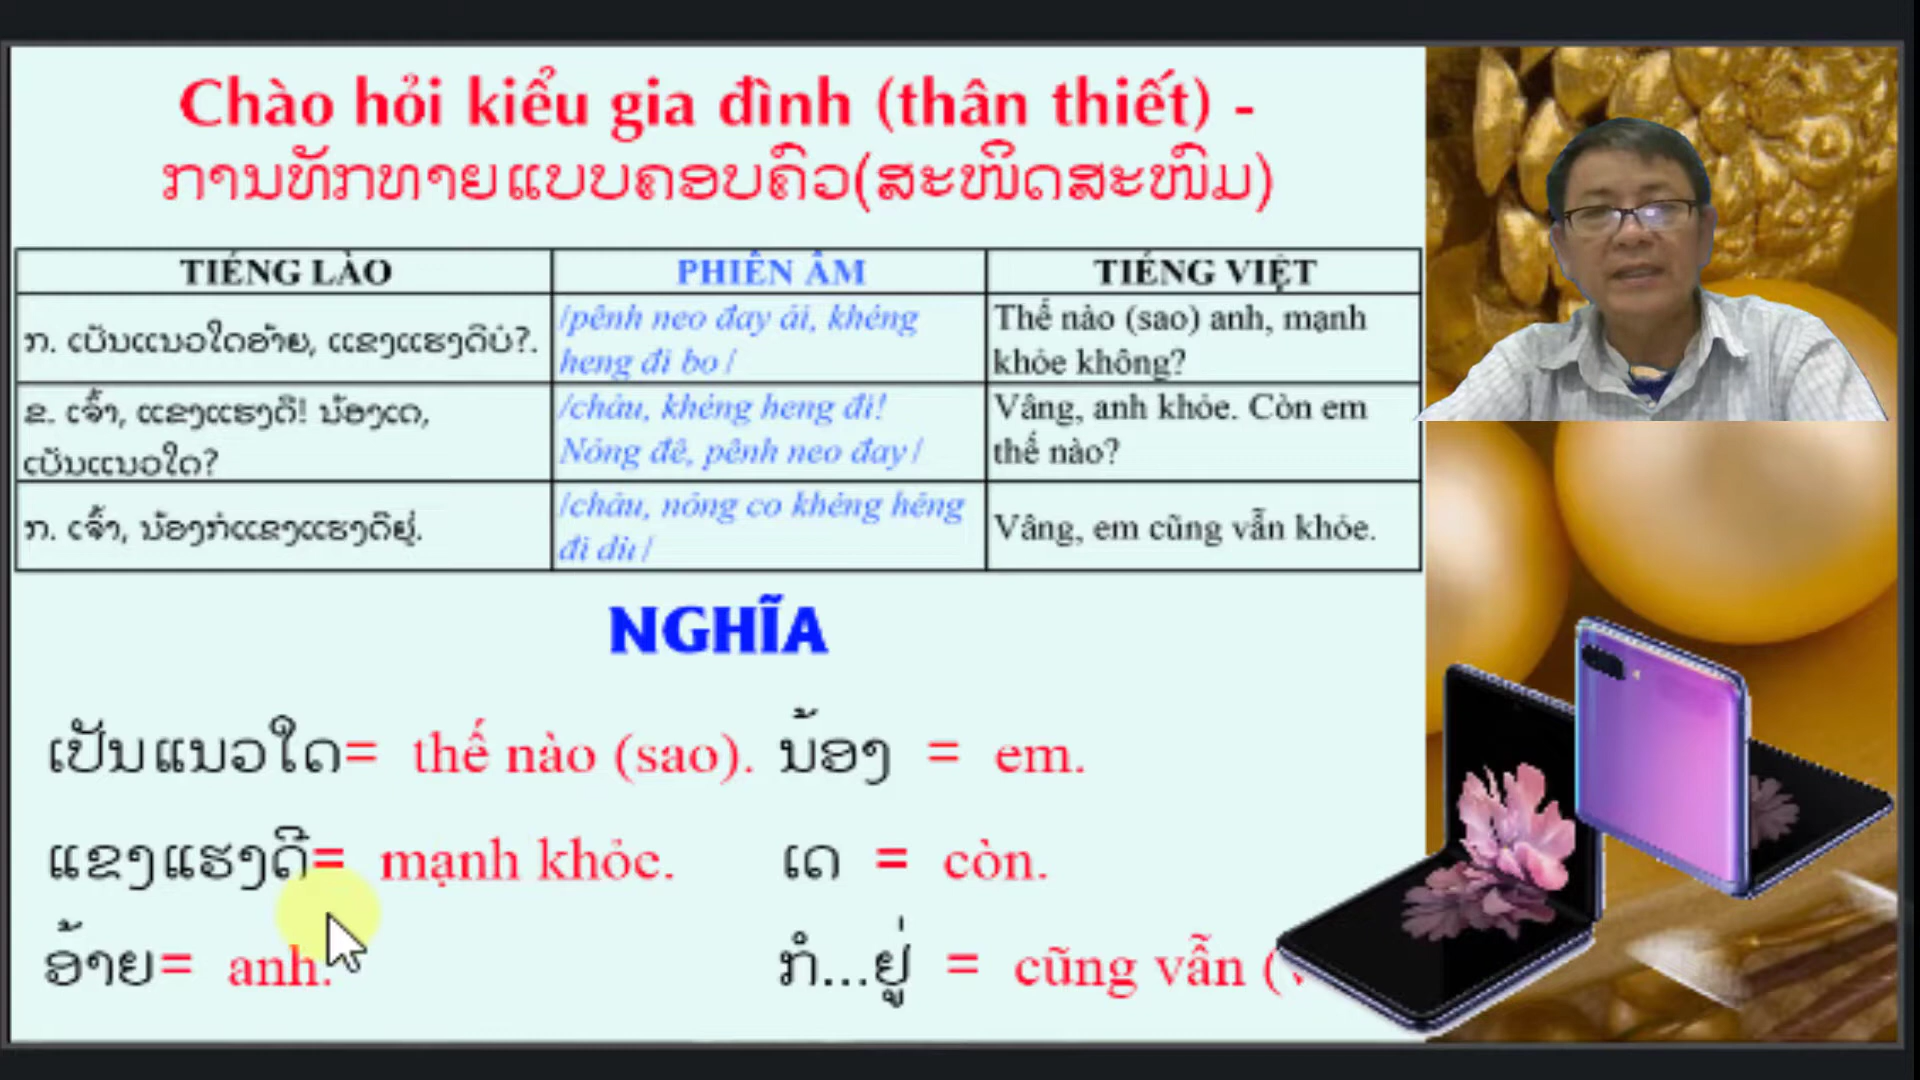 Chào hỏi kiểu gia đình (thân thiết) -
ການທັກທາຍແບບຄອບຄົວ(ສະໜິດສະໜົມ)
TIẾNG LÀO
PHIÊN ÂM
TIẾNG VIỆT
ກ. ເປັນແນວໃດອ້າຍ, ແຂງແຮງດີບໍ?.
/pênh neo đay ái, khéng
heng đi bo /
Thế nào (sao) anh, mạnh
khỏe không?
ຂ. ເຈົ້າ, ແຂງແຮງດີ! ນ້ອງເດ,
ເປັນແນວໃດ?
/chảu, khéng heng đi!
Nóng đê, pênh neo đay /
Vâng, anh khỏe. Còn em
thế nào?
ກ. ເຈົ້າ, ນ້ອງກໍແຂງແຮງດີຢູ່.
/chảu, nóng co khéng hêng
đi dù /
Vâng, em cũng vẫn khỏe.
NGHĨA
ເປັນແນວໃດ= thế nào (sao). ນ້ອງ = em.
ແຂງແຮງດີ= mạnh khỏe. ເດ = còn.
ອ້າຍ= anh. ກໍ...ຢູ່ = cũng vẫn (